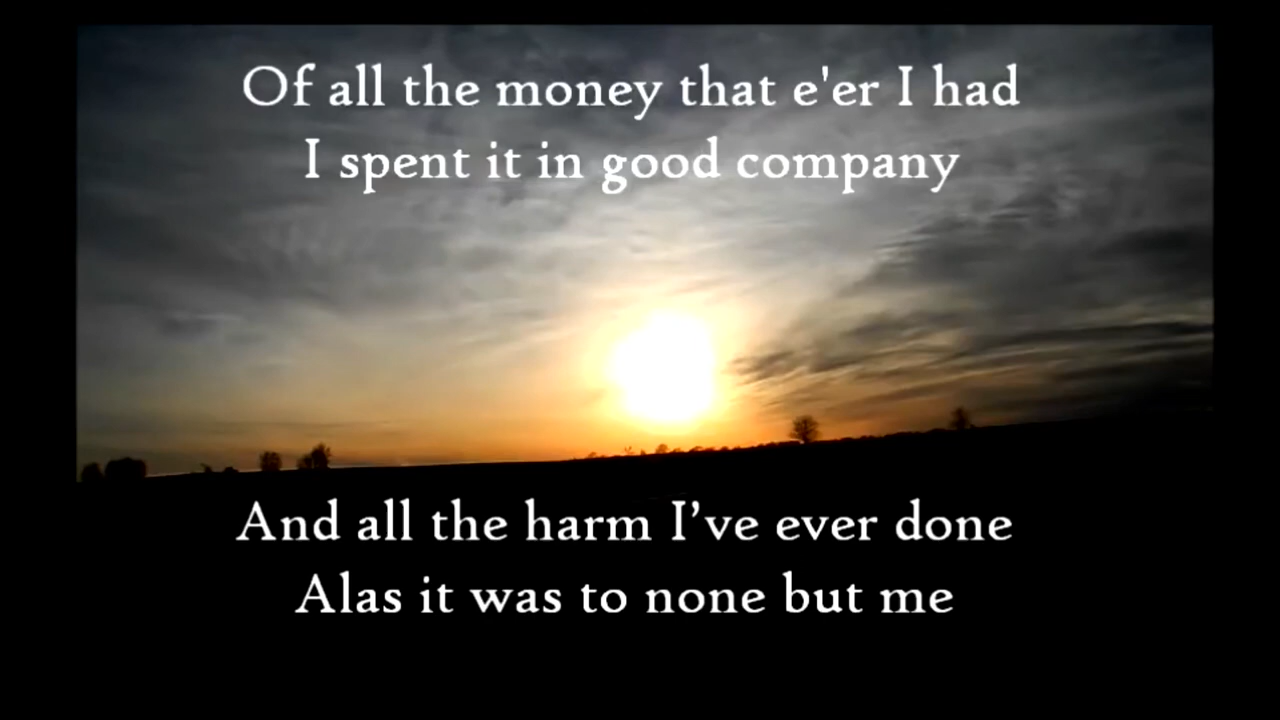 Of all the money that e'er I had
I spent it in good company
And all the harm I’ve ever done
Alas it was to none but me